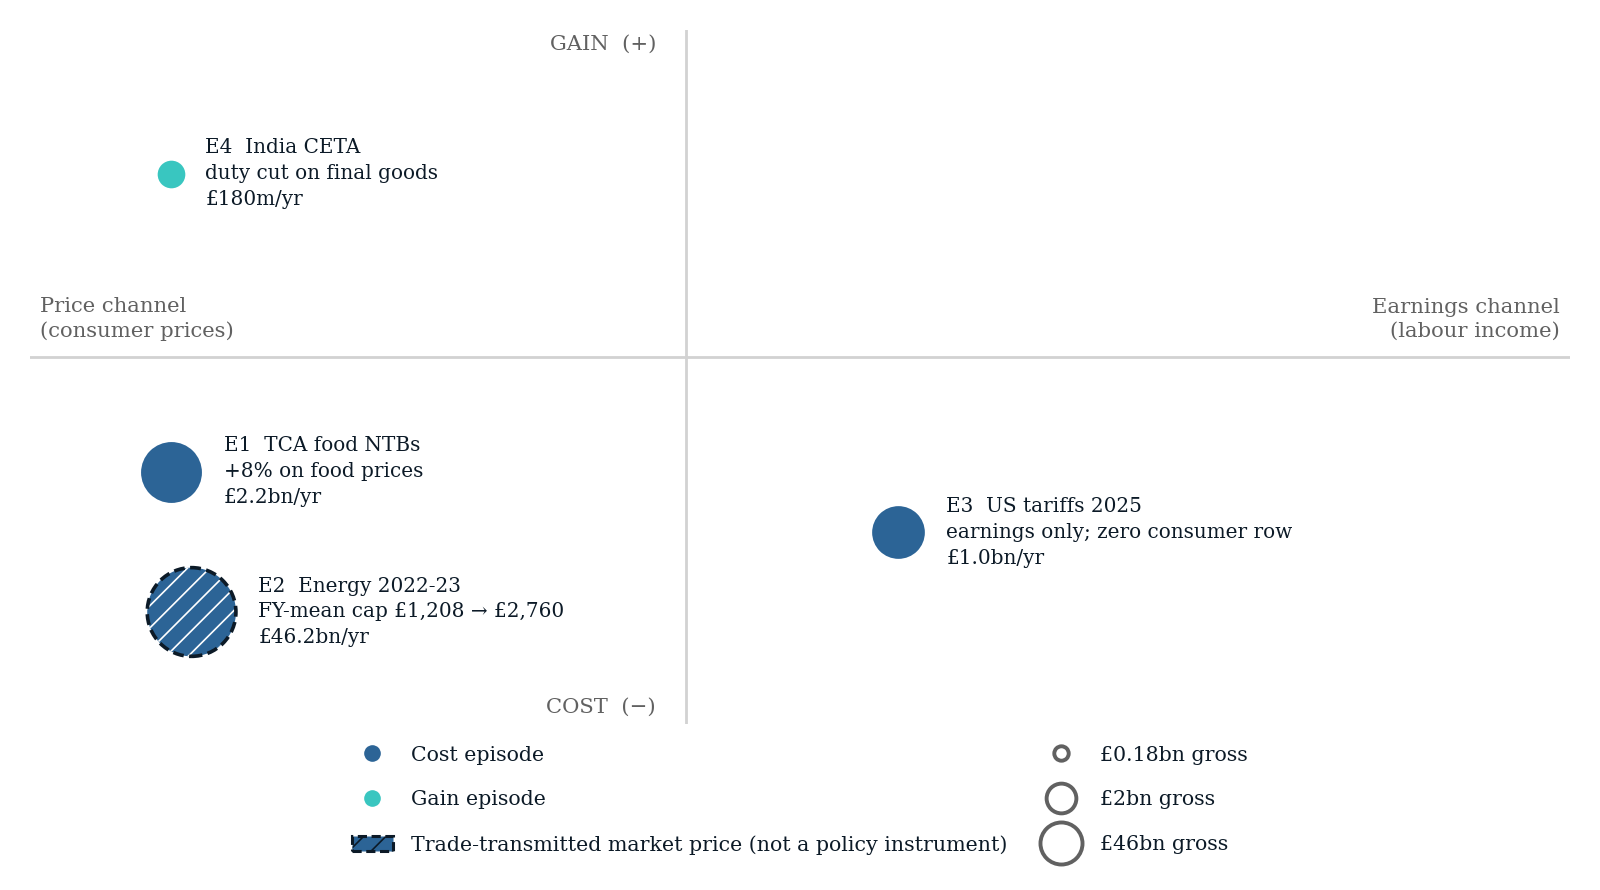 GAIN  (+)
E4  India CETA
duty cut on final goods
£180m/yr
Price channel
(consumer prices)
Earnings channel
(labour income)
E1  TCA food NTBs
+8% on food prices
£2.2bn/yr
E3  US tariffs 2025
earnings only; zero consumer row
£1.0bn/yr
E2  Energy 2022-23
FY-mean cap £1,208 → £2,760
£46.2bn/yr
COST  (−)
Cost episode
Gain episode
Trade-transmitted market price (not a policy instrument)
£0.18bn gross
£2bn gross
£46bn gross